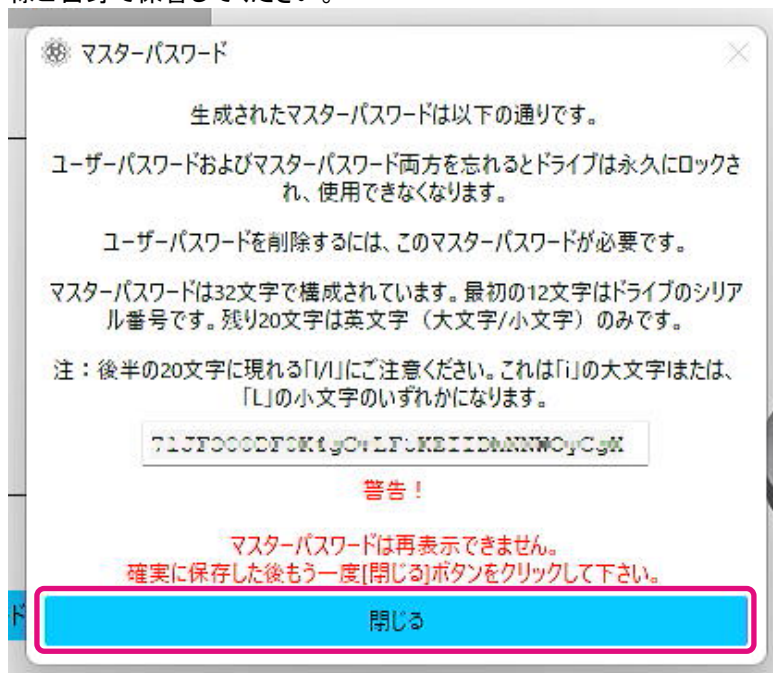 マスターパスワード
生成されたマスターパスワードは以下の通りです。
ユーザーパスワードおよびマスターパスワード両方を忘れるとドライブは永久にロックさ
れ、使用できなくなります。
ユーザーパスワードを削除するには、このマスターパスワードが必要です。
マスターパスワードは32文字で構成されています。最初の12文字はドライブのシリア
ル番号です。残り20文字は英文字（大文字/小文字）のみです。
注：後半の20文字に現れる「I/l」にご注意ください。これは「i」の大文字Iまたは、
「L」の小文字のいずれかになります。
警告！
マスターパスワードは再表示できません。
確実に保存した後もう一度[閉じる]ボタンをクリックして下さい。
閉じる